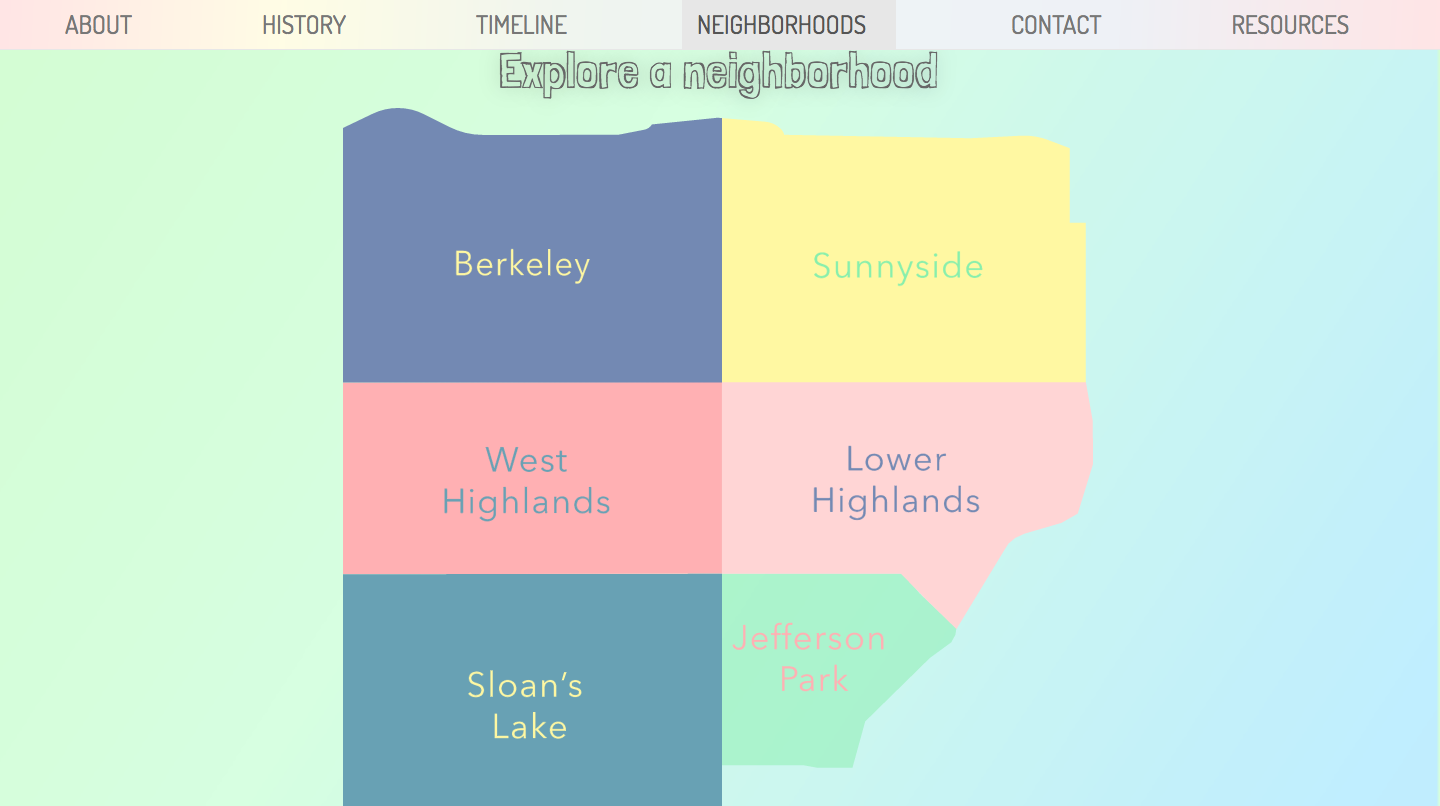 ABOUT HISTORY TIMELINE NEIGHBORHOODS CONTACT RESOURCES
Explore a neighborhood
Berkeley
Sunnyside
West
Highlands
Lower
Highlands
Jefferson
Park
Sloan’s
Lake